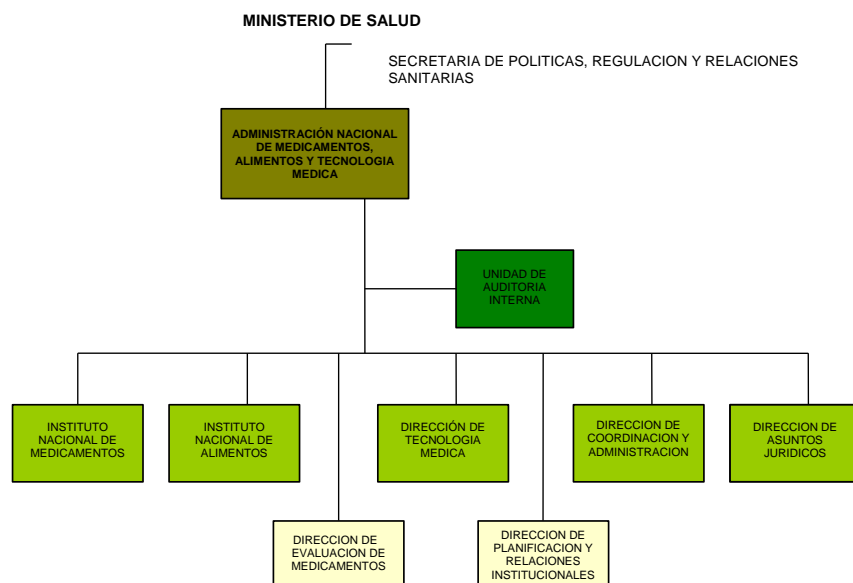 MINISTERIO DE SALUD
SECRETARIA DE POLITICAS, REGULACION Y RELACIONES
SANITARIAS
ADMINISTRACIÓN NACIONAL
DE MEDICAMENTOS,
ALIMENTOS Y TECNOLOGIA
MEDICA
UNIDAD DE
AUDITORIA
INTERNA
INSTITUTO
NACIONAL DE
MEDICAMENTOS
INSTITUTO
NACIONAL DE
ALIMENTOS
DIRECCIÓN DE
TECNOLOGIA
MEDICA
DIRECCION DE
COORDINACION Y
ADMINISTRACION
DIRECCION DE
ASUNTOS
JURIDICOS
DIRECCION DE
EVALUACION DE
MEDICAMENTOS
DIRECCION DE
PLANIFICACION Y
RELACIONES
INSTITUCIONALES